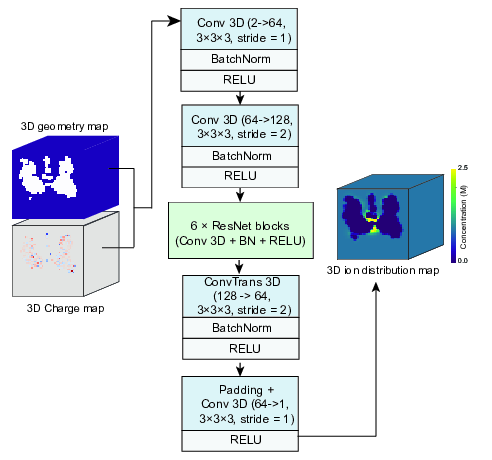 Conv 3D (2->64,
3×3×3, stride = 1)
BatchNorm
RELU
Conv 3D (64->128,
3×3×3, stride = 2)
BatchNorm
RELU
6 × ResNet blocks
(Conv 3D + BN + RELU)
ConvTrans 3D
(128 -> 64,
3×3×3, stride = 2)
BatchNorm
RELU
Padding +
Conv 3D (64->1,
3×3×3, stride = 1)
RELU
3D geometry map
3D Charge map
2.5
Concentration (M)
0.0
3D ion distribution map